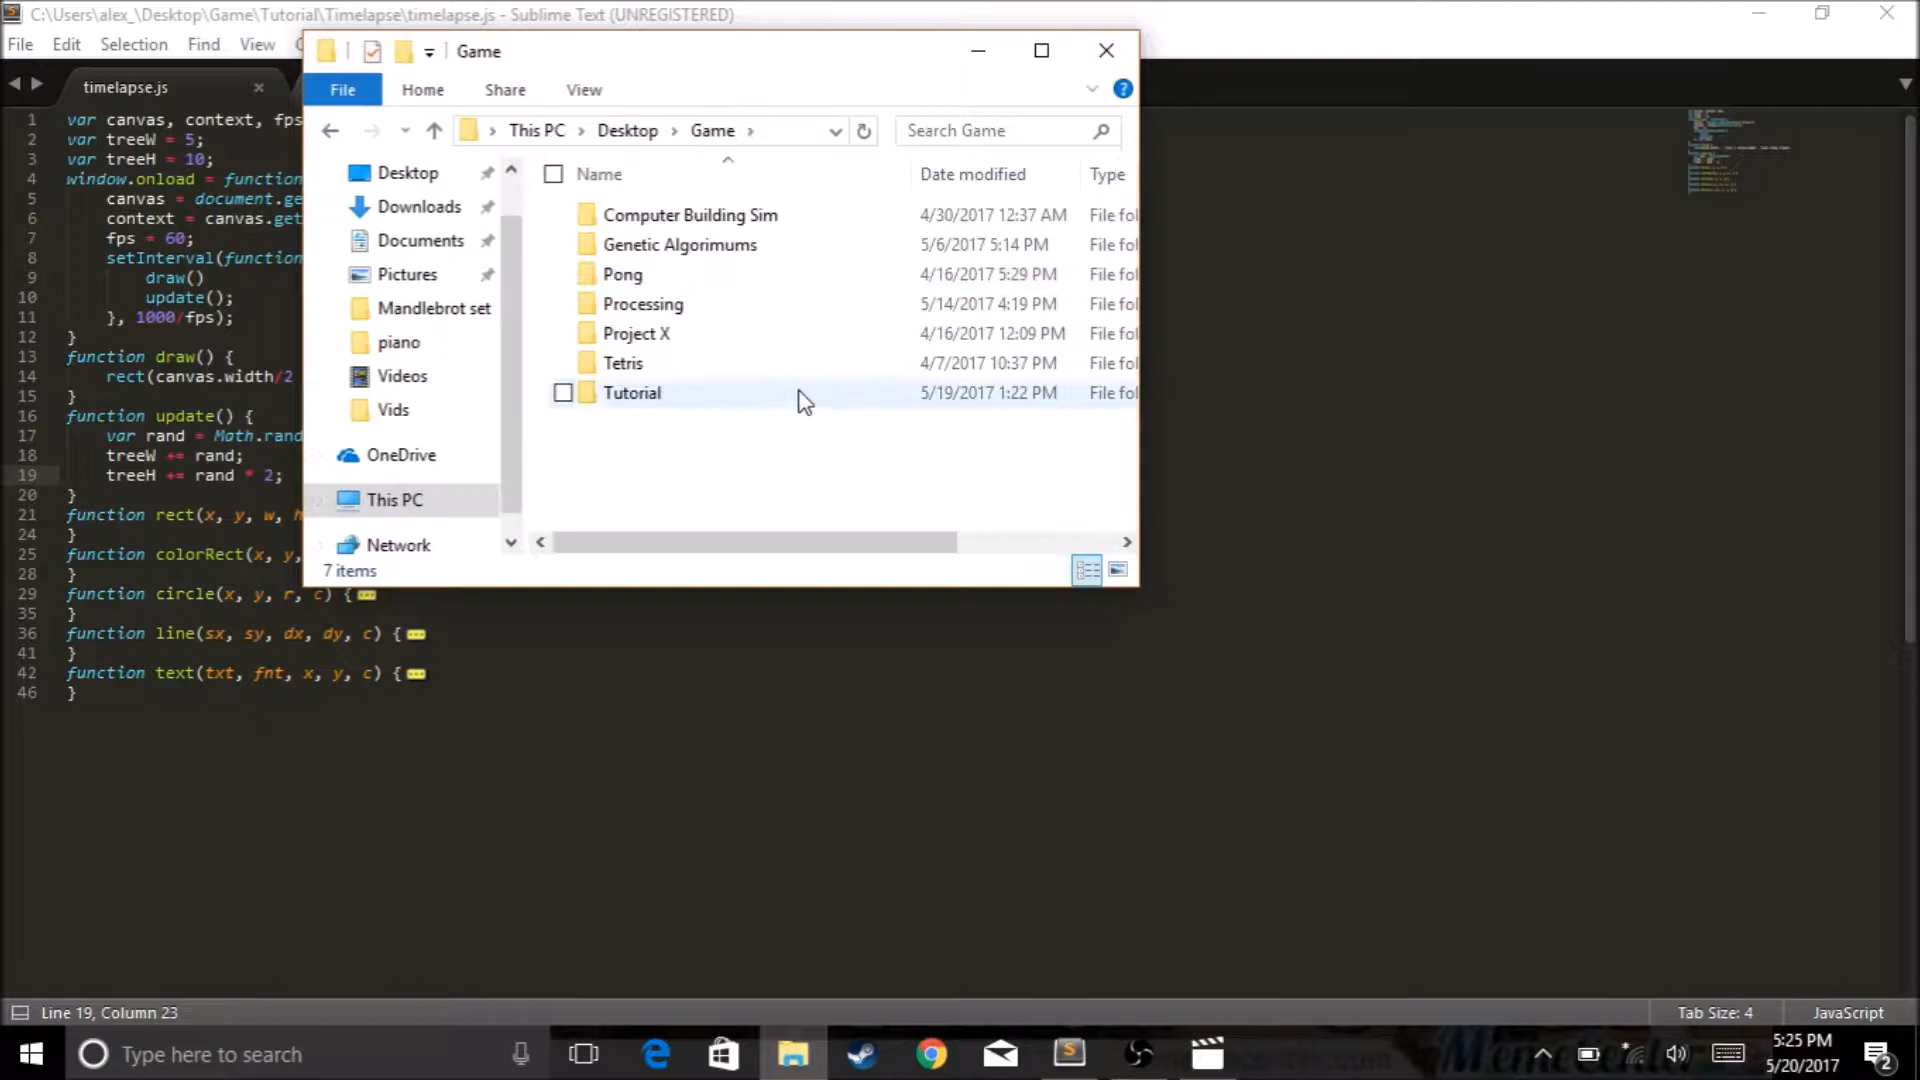 C:\Users\alex_\Desktop\Game\Tutorial\Timelapse\timelapse.js - Sublime Text (UNREGISTERED)
File Edit Selection Find View
Game
File Home Share View
This PC Desktop Game
Search Game
Desktop
Downloads
Documents
Pictures
Mandlebrot set
piano
Videos
Vids
OneDrive
This PC
Network
Name Date modified Type
Computer Building Sim 4/30/2017 12:37 AM File fol
Genetic Algorimums 5/6/2017 5:14 PM File fol
Pong 4/16/2017 5:29 PM File fol
Processing 5/14/2017 4:19 PM File fol
Project X 4/16/2017 12:09 PM File fol
Tetris 4/7/2017 10:37 PM File fol
Tutorial 5/19/2017 1:22 PM File fol
7 items
timelapse.js
1 var canvas, context, fps
2 var treeW = 5;
3 var treeH = 10;
4 window.onload = function
5 canvas = document.ge
6 context = canvas.get
7 fps = 60;
8 setInterval(function
9 draw()
10 update();
11 }, 1000/fps);
12 }
13 function draw() {
14 rect(canvas.width/2
15 }
16 function update() {
17 var rand = Math.rand
18 treeW += rand;
19 treeH += rand * 2;
20 }
21 function rect(x, y, w, h
24 }
25 function colorRect(x, y,
28 }
29 function circle(x, y, r, c) {
35 }
36 function line(sx, sy, dx, dy, c) {
41 }
42 function text(txt, fnt, x, y, c) {
46 }
Line 19, Column 23 Tab Size: 4 JavaScript
Type here to search
5:25 PM
5/20/2017
2